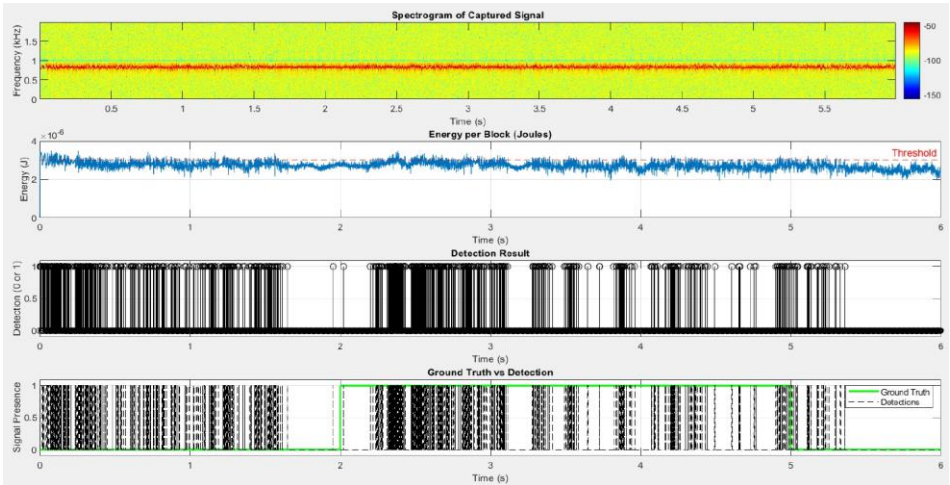 Spectrogram of Captured Signal
Frequency (kHz)
1.5
1
0.5
0
0.5 1 1.5 2 2.5 3 3.5 4 4.5 5 5.5
Time (s)
-50
-100
-150
×10⁻⁶
Energy per Block (Joules)
Energy (J)
4
2
0
Threshold
0 1 2 3 4 5 6
Time (s)
Detection Result
Detection (0 or 1)
1
0.5
0
0 1 2 3 4 5 6
Time (s)
Ground Truth vs Detection
Signal Presence
1
0.5
0
Ground Truth
Detections
0 1 2 3 4 5 6
Time (s)